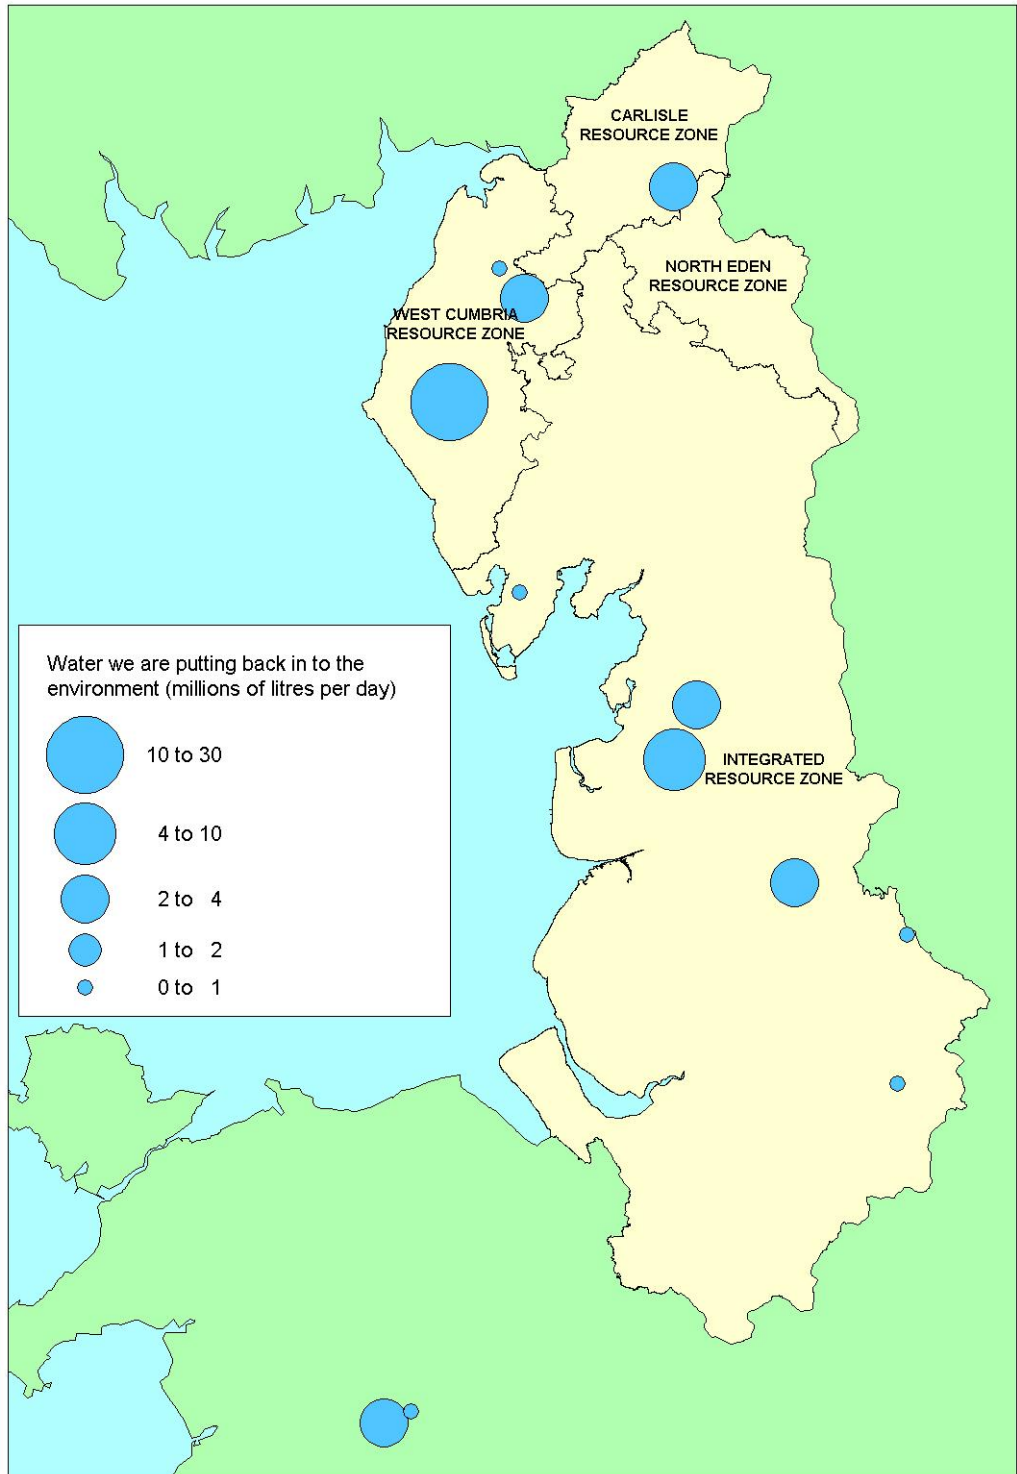 CARLISLE
RESOURCE ZONE
NORTH EDEN
RESOURCE ZONE
WEST CUMBRIA
RESOURCE ZONE
Water we are putting back in to the
environment (millions of litres per day)
10 to 30
4 to 10
2 to 4
1 to 2
0 to 1
INTEGRATED
RESOURCE ZONE